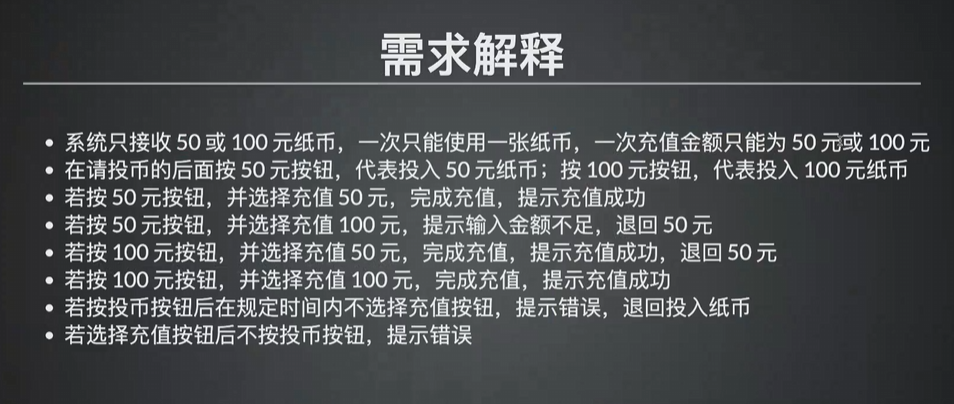 需求解释
• 系统只接收 50 或 100 元纸币，一次只能使用一张纸币，一次充值金额只能为 50 元或 100 元
• 在请投币的后面按 50 元按钮，代表投入 50 元纸币；按 100 元按钮，代表投入 100 元纸币
• 若按 50 元按钮，并选择充值 50 元，完成充值，提示充值成功
• 若按 50 元按钮，并选择充值 100 元，提示输入金额不足，退回 50 元
• 若按 100 元按钮，并选择充值 50 元，完成充值，提示充值成功，退回 50 元
• 若按 100 元按钮，并选择充值 100 元，完成充值，提示充值成功
• 若按投币按钮后在规定时间内不选择充值按钮，提示错误，退回投入纸币
• 若选择充值按钮后不按投币按钮，提示错误